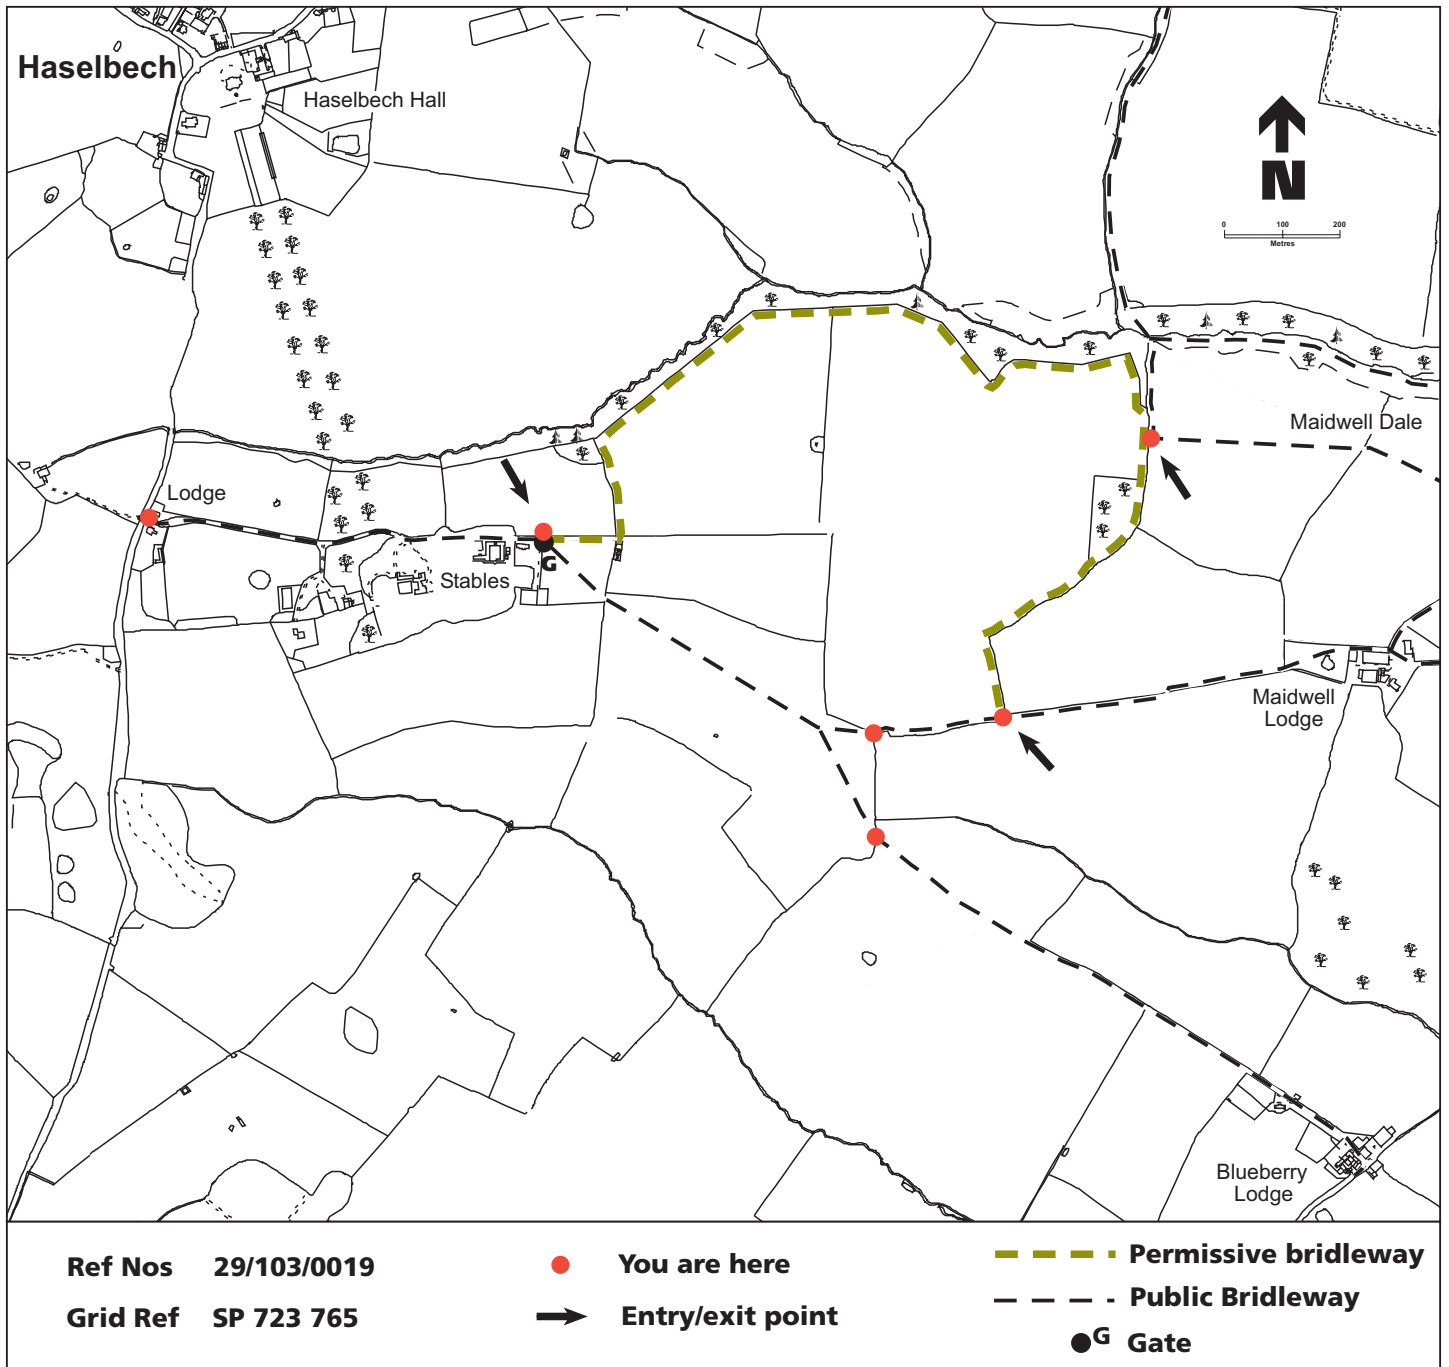 Haselbech
Haselbech Hall
N
0 100 200
Metres
Maidwell Dale
Lodge
Stables
G
Maidwell
Lodge
Blueberry
Lodge
Ref Nos 29/103/0019
Grid Ref SP 723 765
You are here
Entry/exit point
Permissive bridleway
Public Bridleway
G Gate